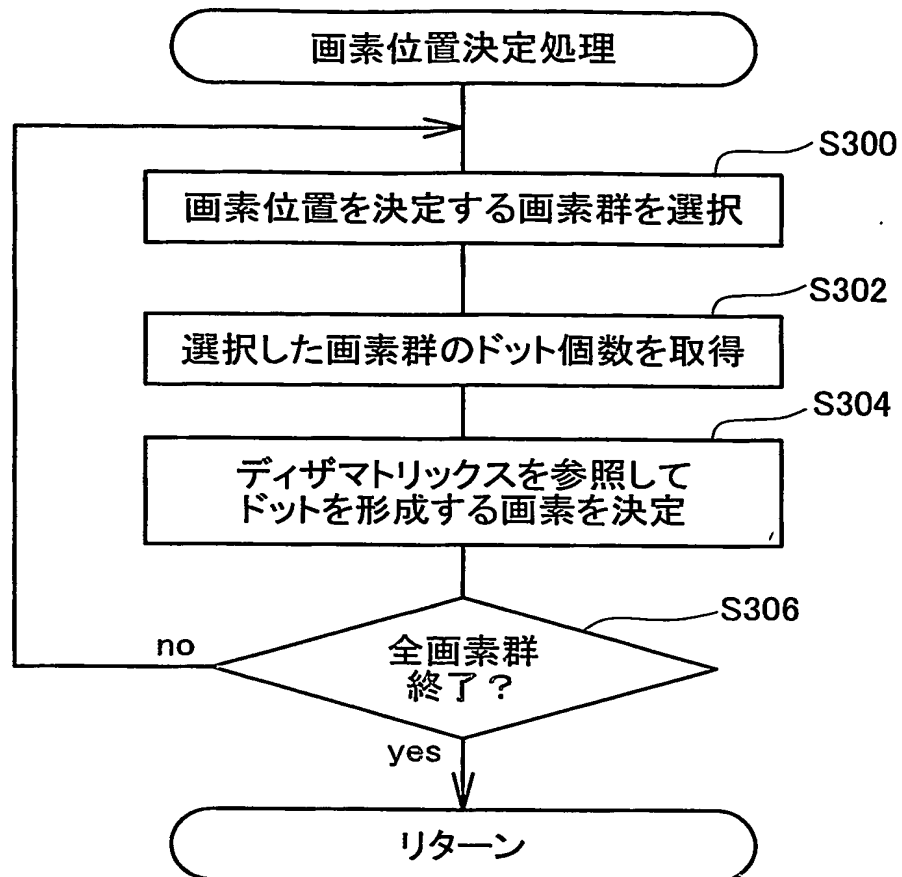 画素位置決定処理
S300
画素位置を決定する画素群を選択
S302
選択した画素群のドット個数を取得
S304
ディザマトリックスを参照して
ドットを形成する画素を決定
S306
no
全画素群
終了？
yes
リターン